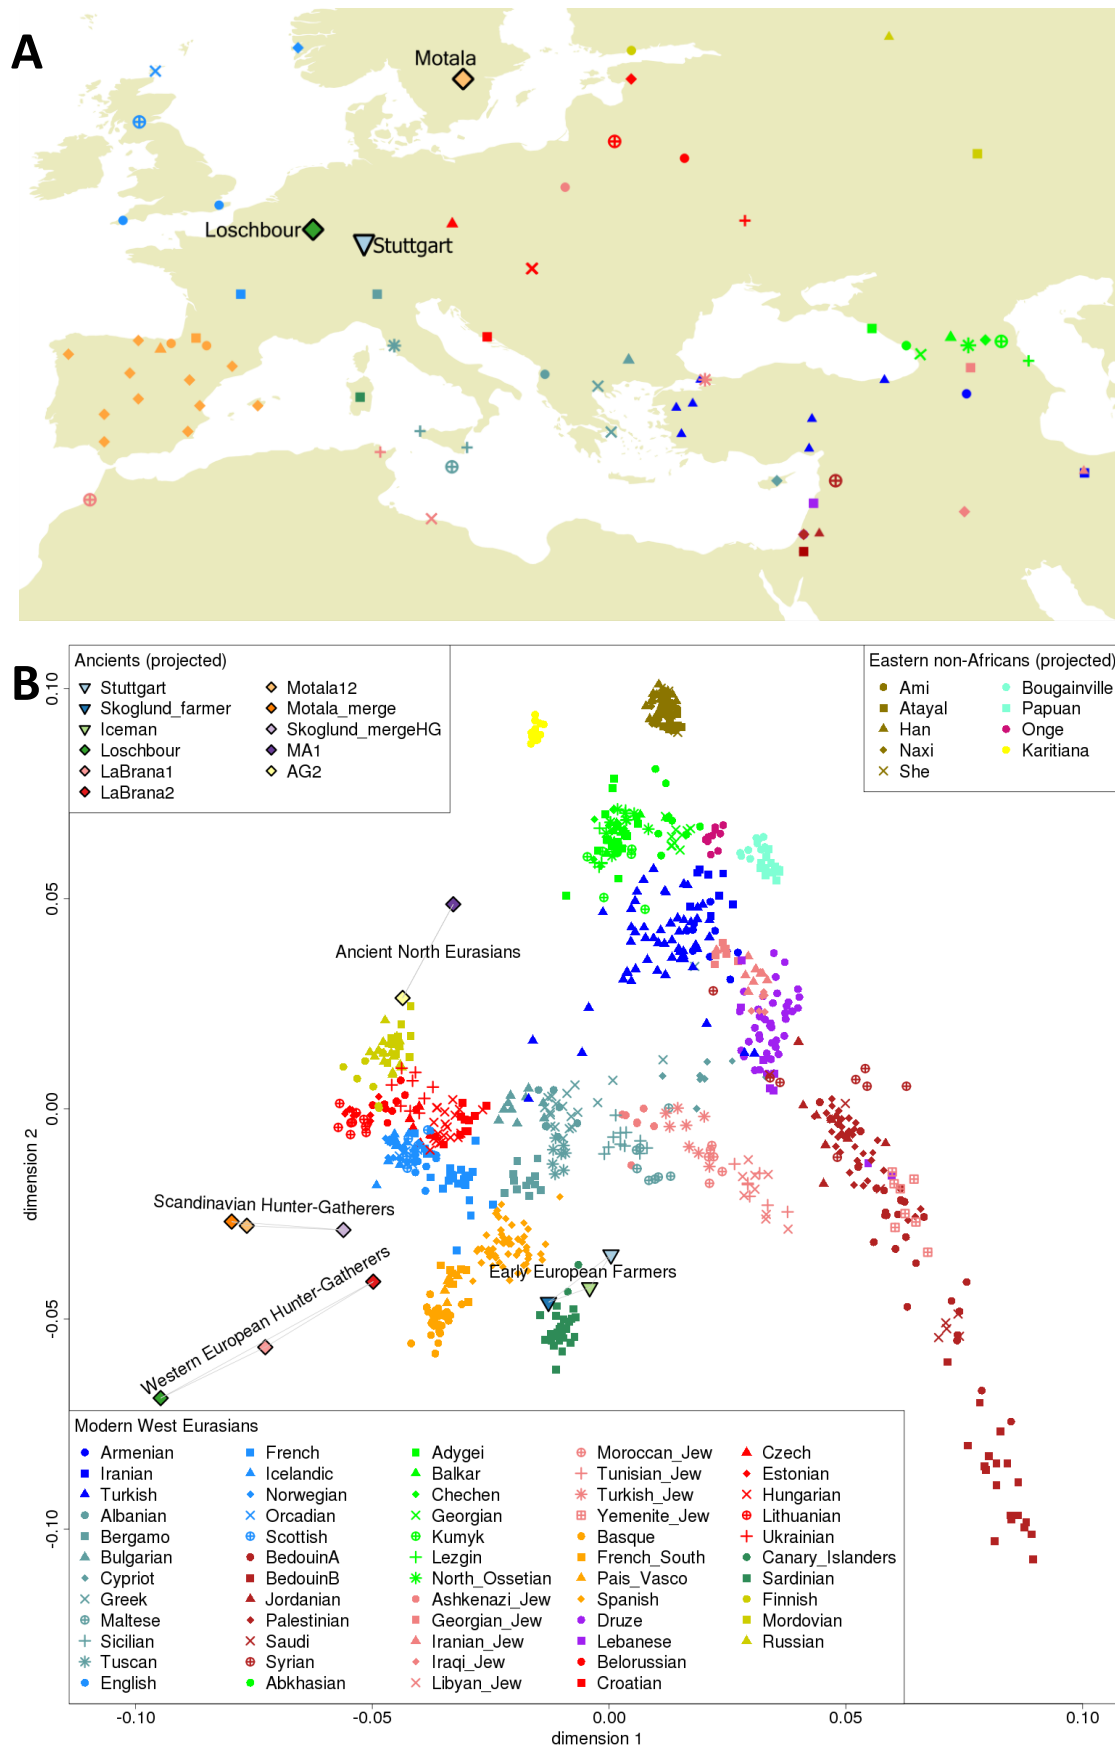 A
Motala
Loschbour
Stuttgart
B
Ancients (projected)
Stuttgart
Skoglund_farmer
Iceman
Loschbour
LaBrana1
LaBrana2
Motala12
Motala_merge
Skoglund_mergeHG
MA1
AG2
Eastern non-Africans (projected)
Ami
Atayal
Han
Naxi
She
Bougainville
Papuan
Onge
Karitiana
Ancient North Eurasians
Scandinavian Hunter-Gatherers
Western European Hunter-Gatherers
Early European Farmers
Modern West Eurasians
Armenian
Iranian
Turkish
Albanian
Bergamo
Bulgarian
Cypriot
Greek
Maltese
Sicilian
Tuscan
English
French
Icelandic
Norwegian
Orcadian
Scottish
BedouinA
BedouinB
Jordanian
Palestinian
Saudi
Syrian
Abkhasian
Adygei
Balkar
Chechen
Georgian
Kumyk
Lezgin
North_Ossetian
Ashkenazi_Jew
Georgian_Jew
Iranian_Jew
Iraqi_Jew
Libyan_Jew
Moroccan_Jew
Tunisian_Jew
Turkish_Jew
Yemenite_Jew
Basque
French_South
Pais_Vasco
Spanish
Druze
Lebanese
Belorussian
Croatian
Czech
Estonian
Hungarian
Lithuanian
Ukrainian
Canary_Islanders
Sardinian
Finnish
Mordovian
Russian
0.10
0.05
0.00
-0.05
-0.10
dimension 2
-0.10
-0.05
0.00
0.05
0.10
dimension 1